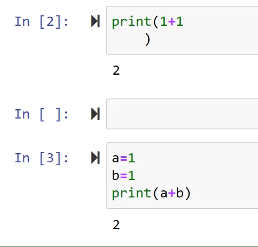 In [2]: print(1+1
)
2
In [ ]:
In [3]: a=1
b=1
print(a+b)
2